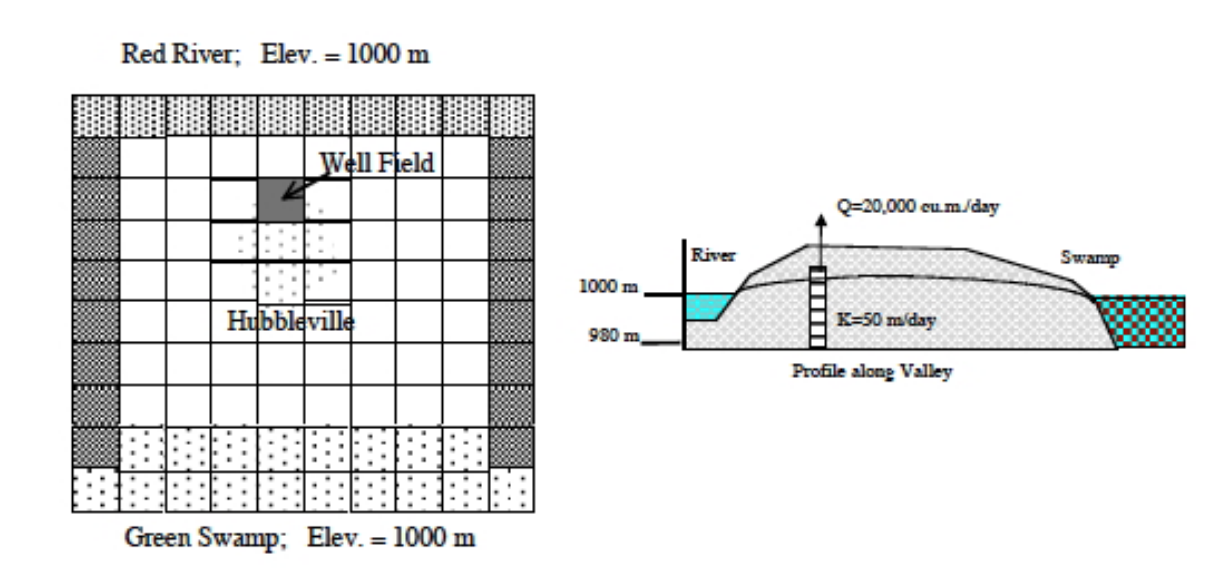 Red River;   Elev. = 1000 m
Well Field
Hubbleville
Green Swamp;   Elev. = 1000 m
Q=20,000 cu.m./day
River
Swamp
1000 m
K=50 m/day
980 m
Profile along Valley